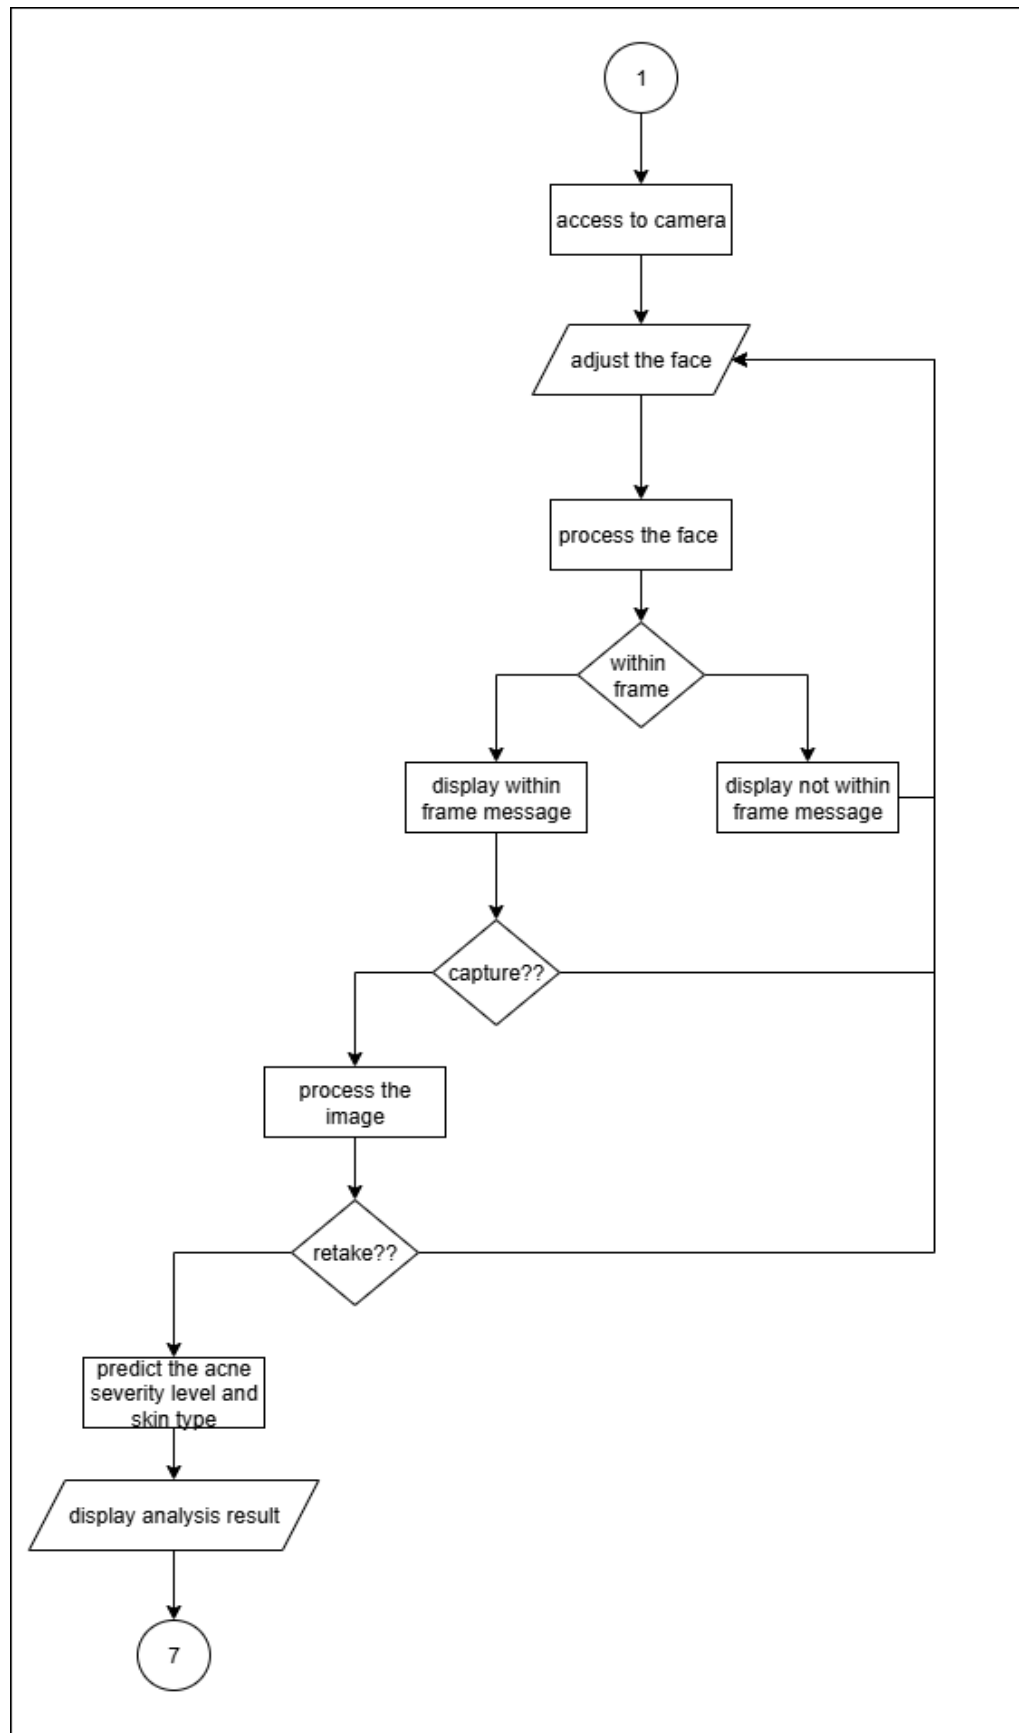 1
access to camera
adjust the face
process the face
within
frame
display within
frame message
display not within
frame message
capture??
process the
image
retake??
predict the acne
severity level and
skin type
display analysis result
7